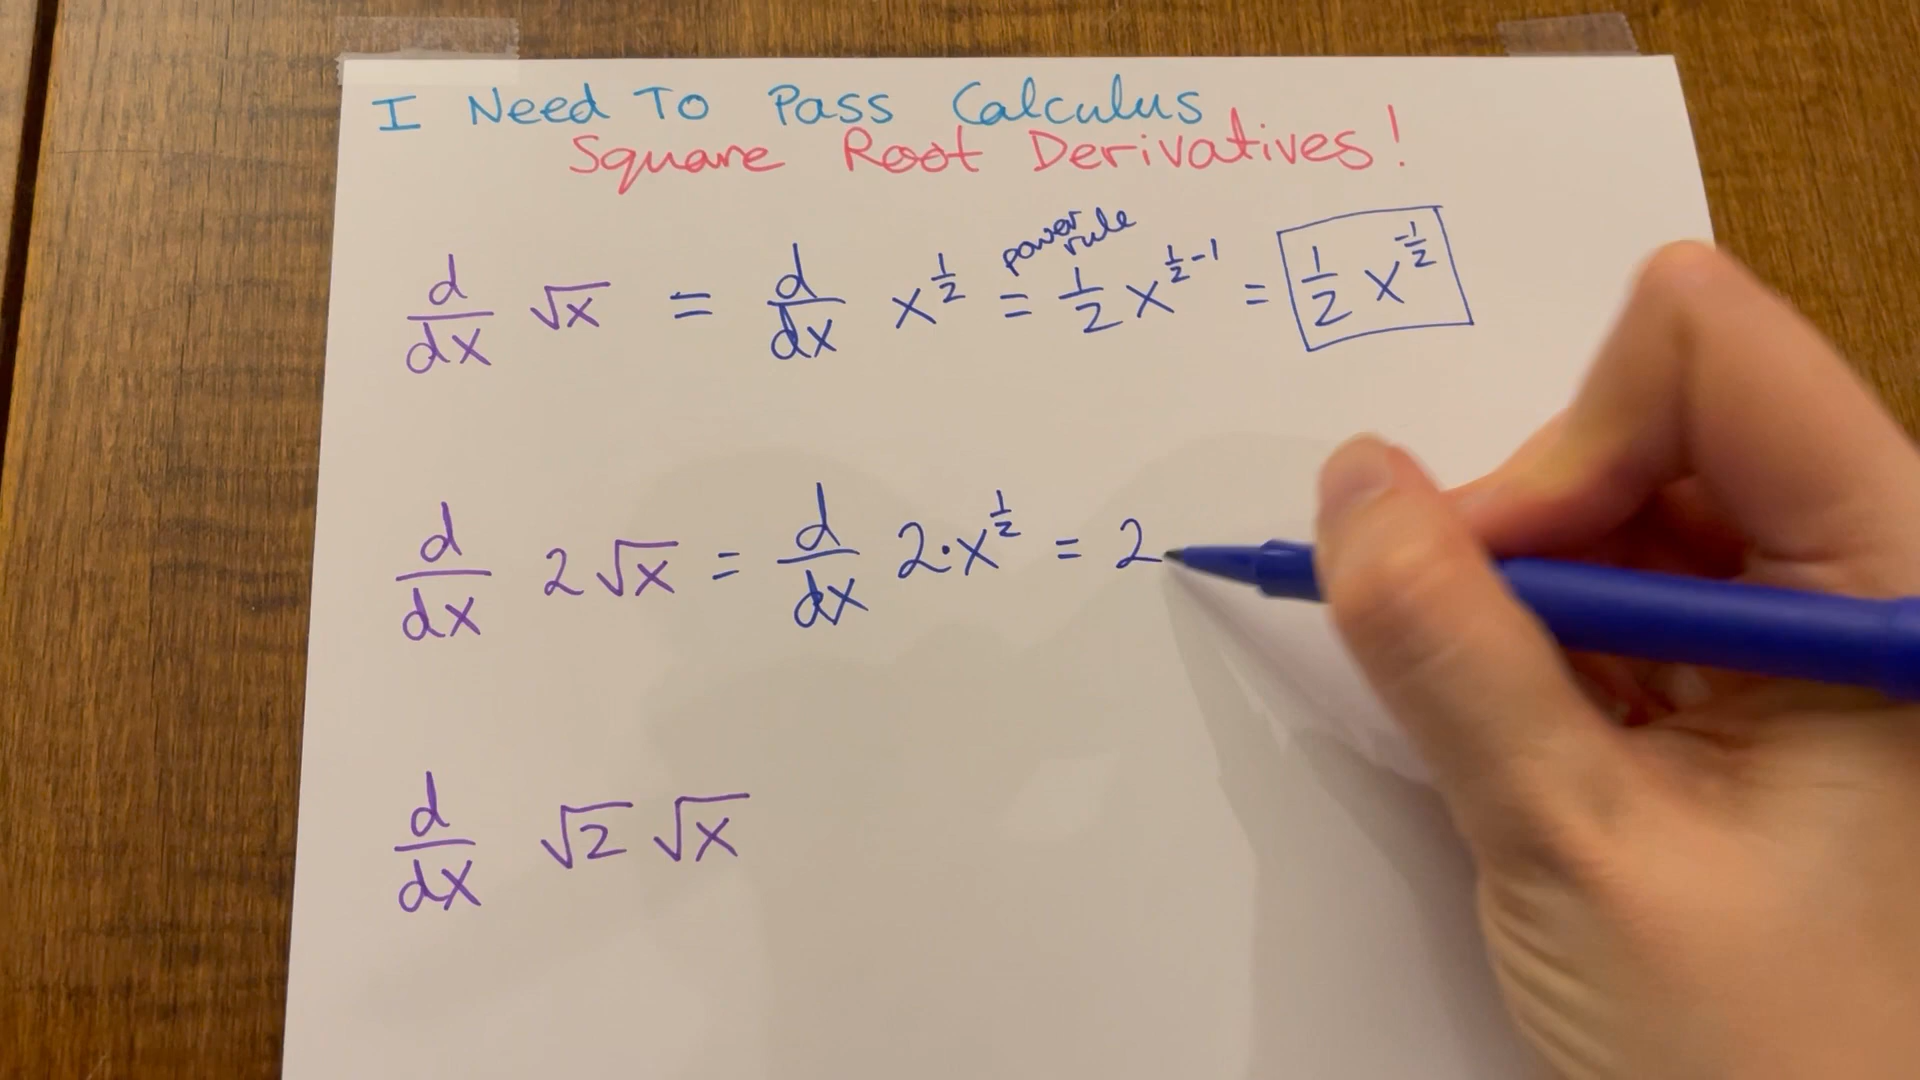 I Need To Pass Calculus
Square Root Derivatives!
power rule
d/dx √x = d/dx x^{1/2} = 1/2 x^{1/2 - 1} = 1/2 x^{-1/2}
d/dx 2√x = d/dx 2·x^{1/2} = 2
d/dx √2 √x